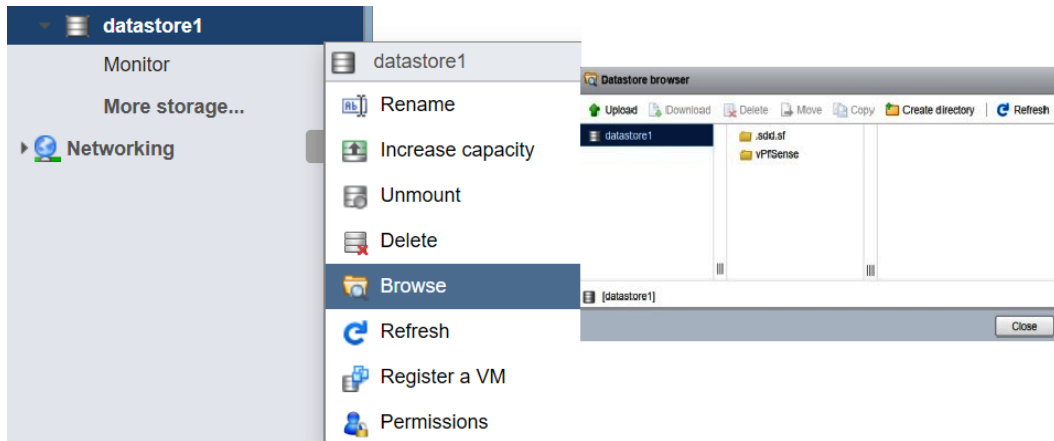 datastore1
Monitor
More storage...
Networking
datastore1
Rename
Increase capacity
Unmount
Delete
Browse
Refresh
Register a VM
Permissions
Datastore browser
Upload Download Delete Move Copy Create directory Refresh
datastore1
.sdd.sf
vPfSense
[datastore1]
Close